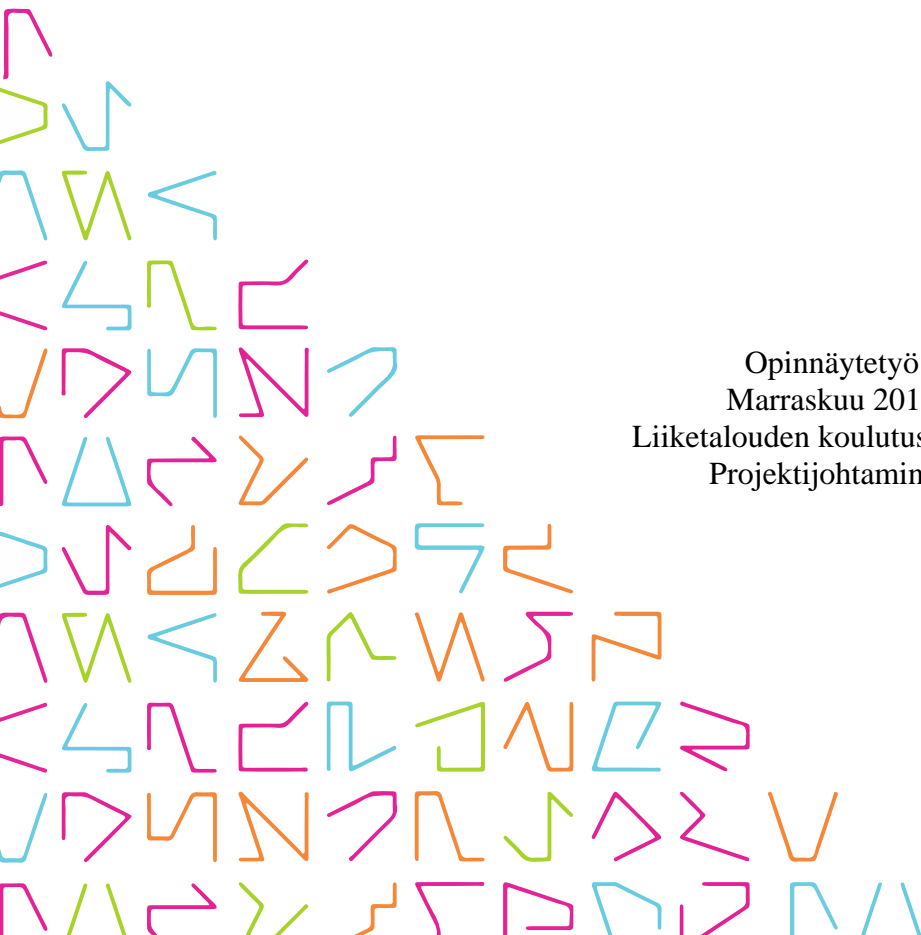 Opinnäytetyö
Marraskuu 201
Liiketalouden koulutus
Projektijohtamin